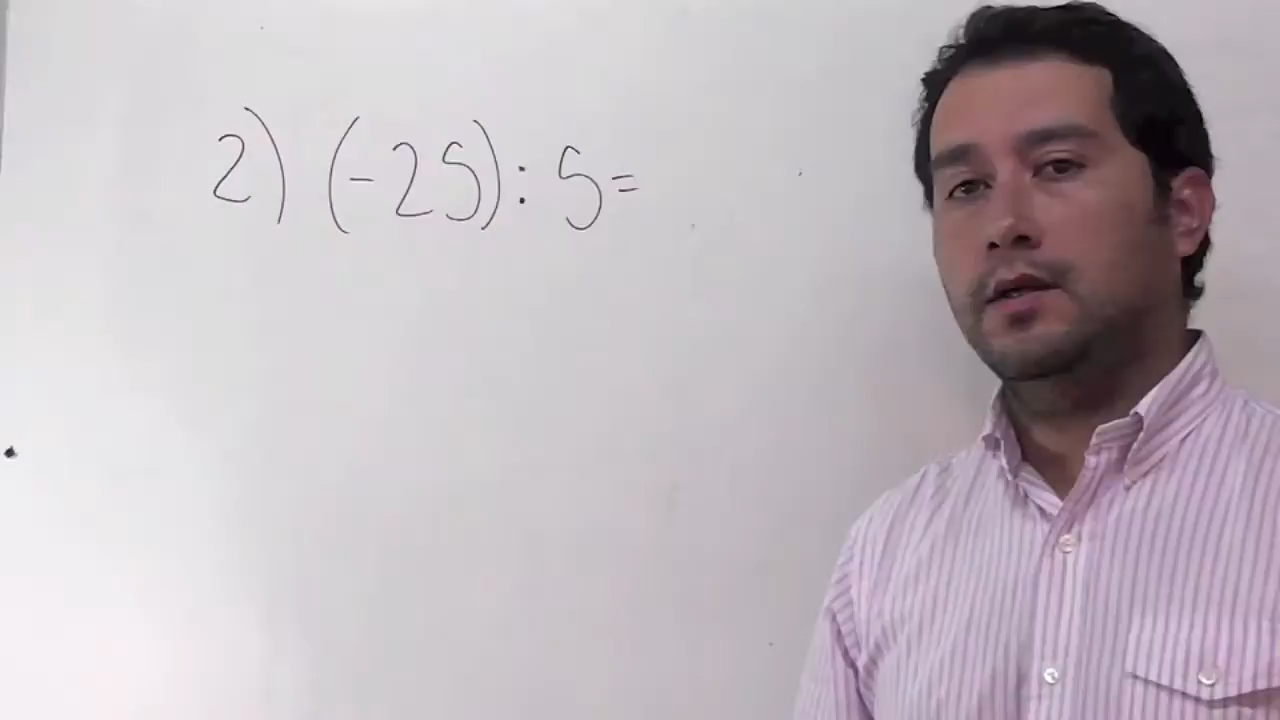 2) (-25) : 5 =